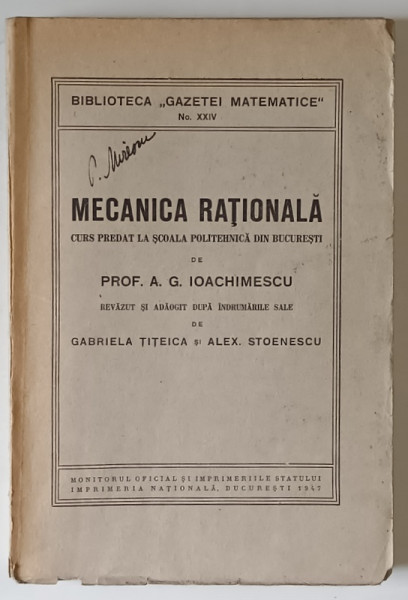 BIBLIOTECA „GAZETEI MATEMATICE"
No. XXIV
MECANICA RAŢIONALĂ
CURS PREDAT LA ŞCOALA POLITEHNICĂ DIN BUCUREŞTI
DE
PROF. A. G. IOACHIMESCU
REVĂZUT ŞI ADĂOGIT DUPĂ ÎNDRUMĂRILE SALE
DE
GABRIELA ŢIŢEICA ŞI ALEX. STOENESCU
MONITORUL OFICIAL ŞI IMPRIMERIILE STATULUI
IMPRIMERIA NAŢIONALĂ, BUCUREŞTI 1947